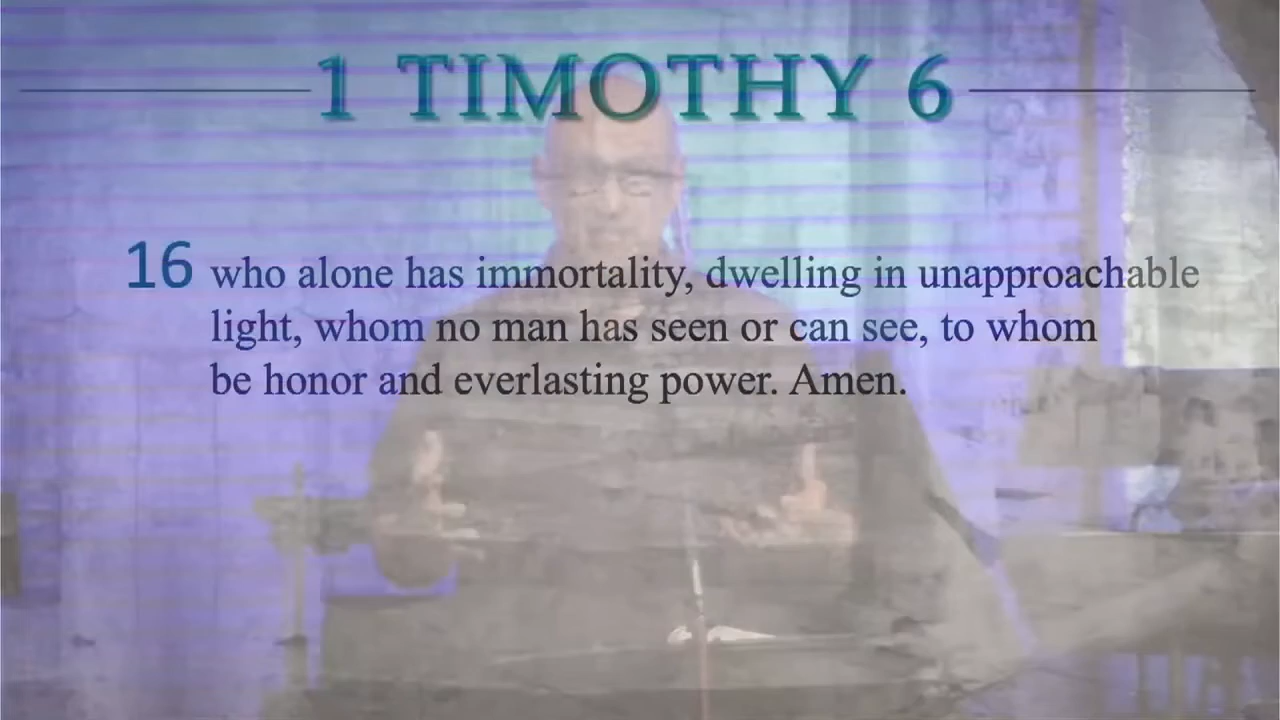 1 TIMOTHY 6
16 who alone has immortality, dwelling in unapproachable
light, whom no man has seen or can see, to whom
be honor and everlasting power. Amen.